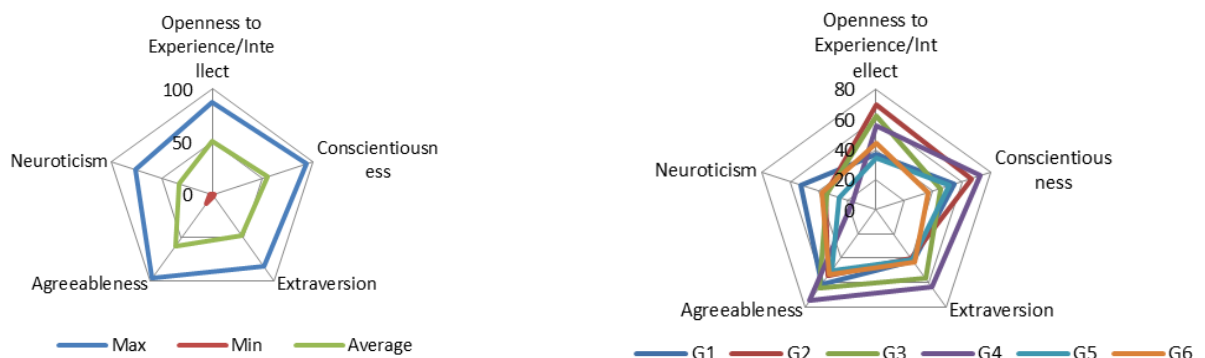 Openness to
Experience/Inte
llect
100
50
0
Neuroticism
Conscientiousn
ess
Agreeableness
Extraversion
Max
Min
Average
Openness to
Experience/Int
ellect
80
60
40
20
0
Neuroticism
Conscientious
ness
Agreeableness
Extraversion
G1
G2
G3
G4
G5
G6